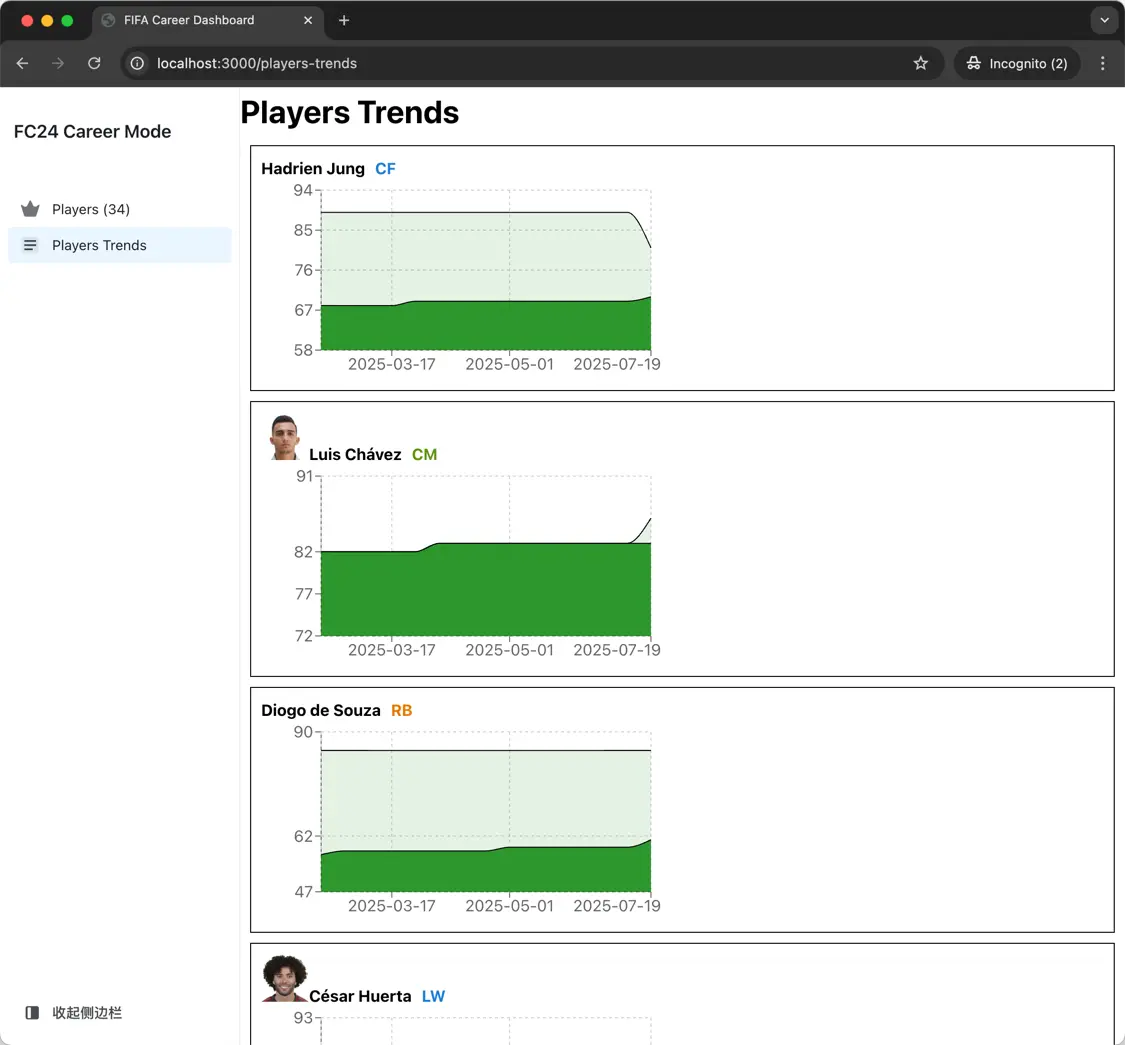 FIFA Career Dashboard
localhost:3000/players-trends
Incognito (2)
FC24 Career Mode
Players (34)
Players Trends
收起侧边栏
Players Trends
Hadrien Jung CF
94
85
76
67
58
2025-03-17 2025-05-01 2025-07-19
Luis Chávez CM
91
82
77
72
2025-03-17 2025-05-01 2025-07-19
Diogo de Souza RB
90
62
47
2025-03-17 2025-05-01 2025-07-19
César Huerta LW
93